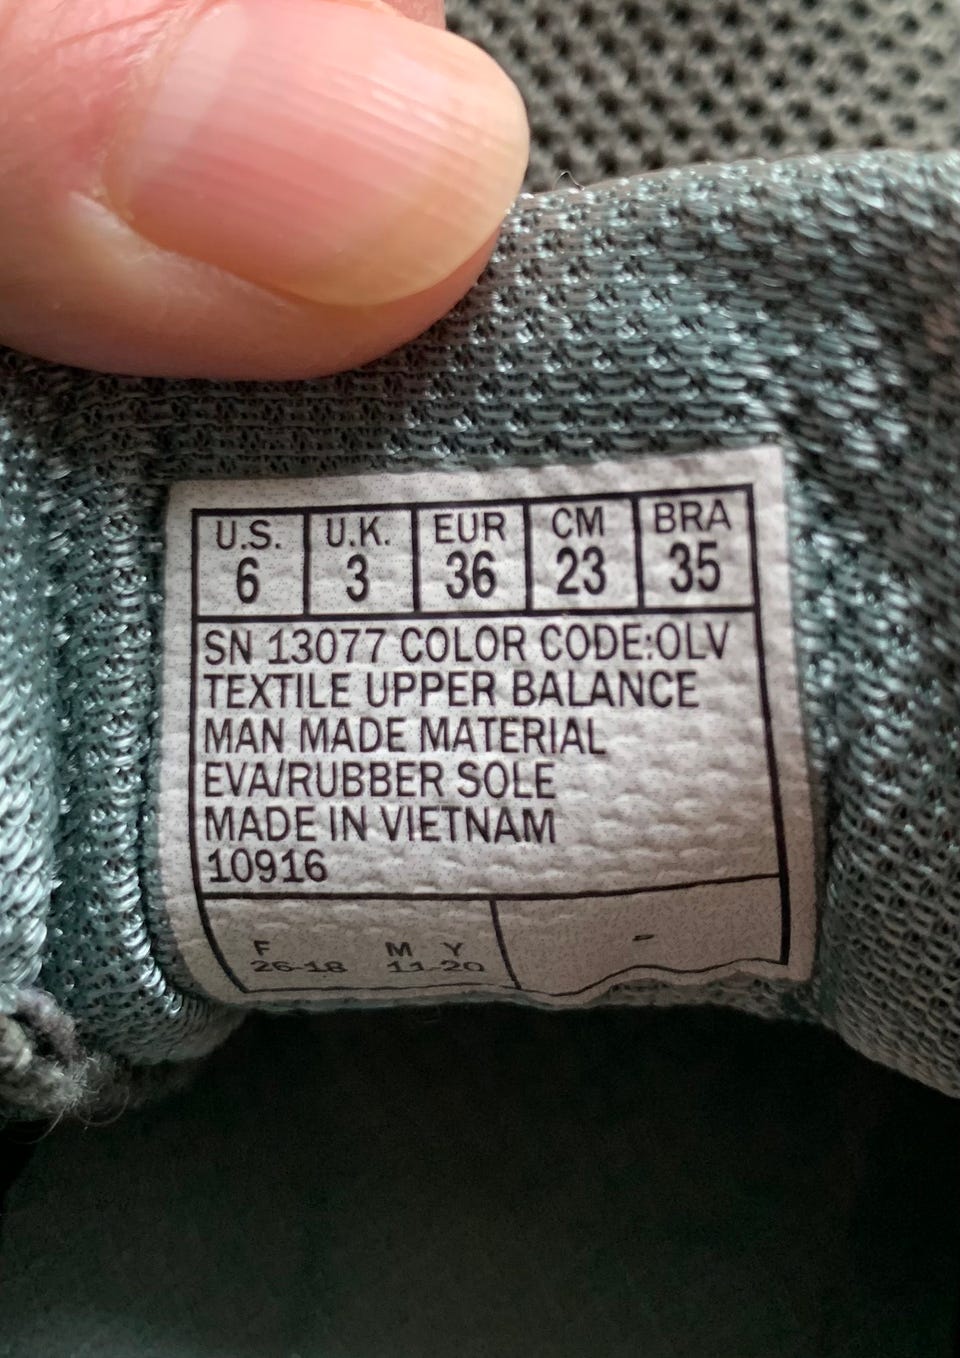 U.S. U.K. EUR CM BRA
6 3 36 23 35
SN 13077 COLOR CODE:OLV
TEXTILE UPPER BALANCE
MAN MADE MATERIAL
EVA/RUBBER SOLE
MADE IN VIETNAM
10916
F M Y -
26-18 11-20